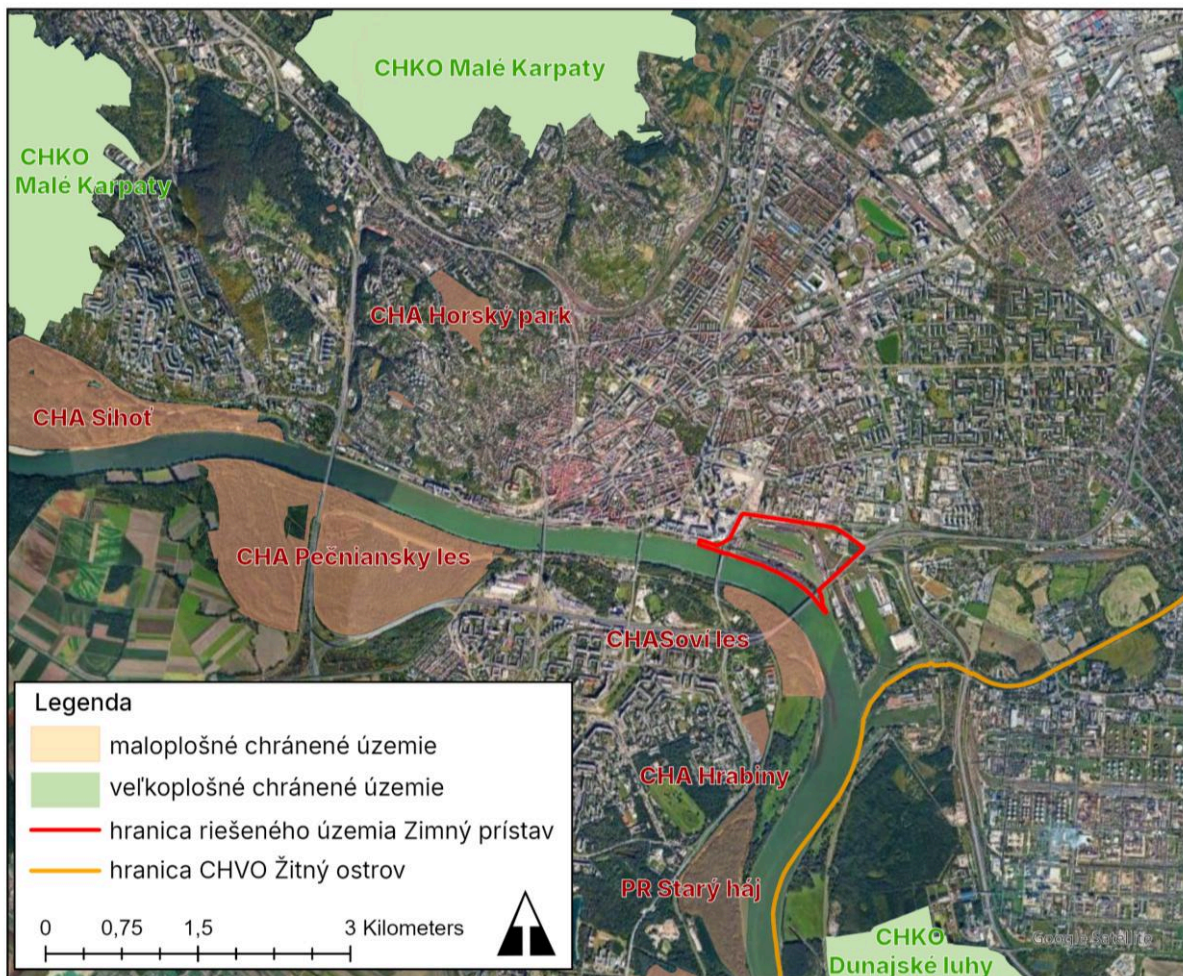 CHKO Malé Karpaty
CHKO
Malé Karpaty
CHA Horský park
CHA Sihoť
CHA Pečniansky les
CHASovi les
CHA Hrabiny
PR Starý háj
CHKO
Dunajské luhy
Google Satellite
Legenda
maloplošné chránené územie
veľkoplošné chránené územie
hranica riešeného územia Zimný prístav
hranica CHVO Žitný ostrov
0 0,75 1,5 3 Kilometers